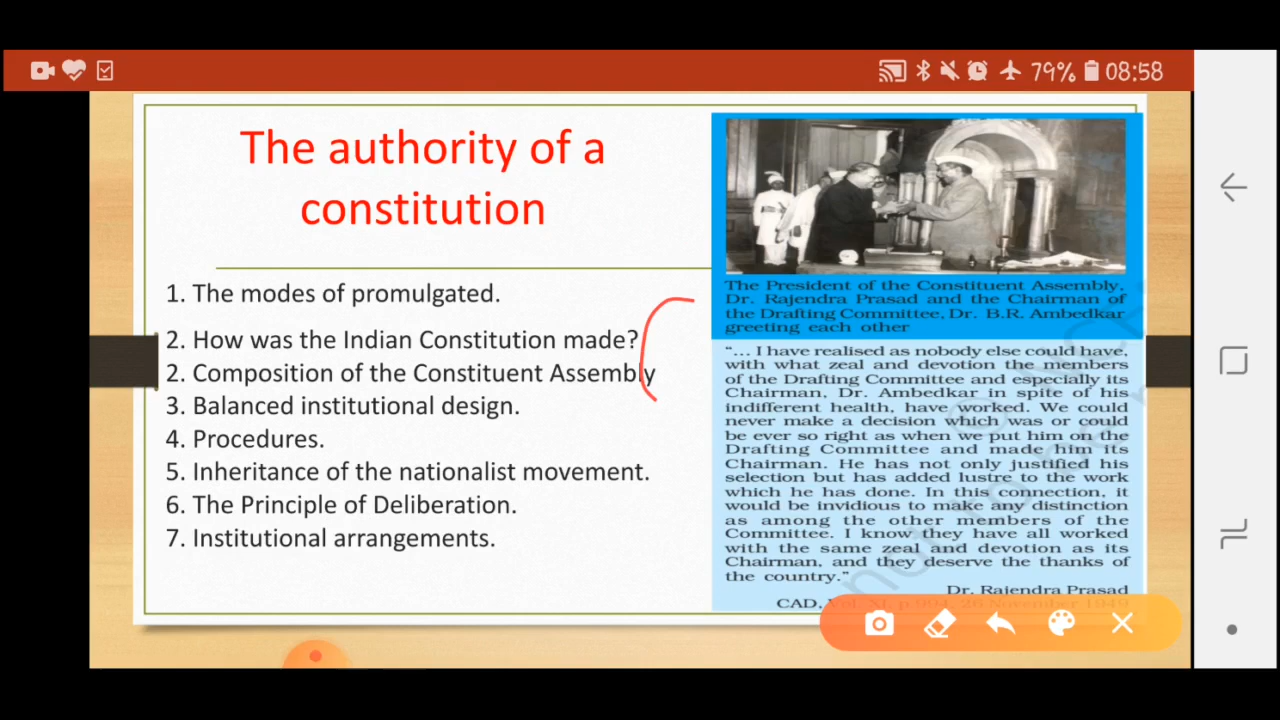 79% 08:58
The authority of a
constitution
1. The modes of promulgated.
2. How was the Indian Constitution made?
2. Composition of the Constituent Assembly
3. Balanced institutional design.
4. Procedures.
5. Inheritance of the nationalist movement.
6. The Principle of Deliberation.
7. Institutional arrangements.
The President of the Constituent Assembly,
Dr. Rajendra Prasad and the Chairman of
the Drafting Committee, Dr. B.R. Ambedkar
greeting each other
“... I have realised as nobody else could have,
with what zeal and devotion the members
of the Drafting Committee and especially its
Chairman, Dr. Ambedkar in spite of his
indifferent health, have worked. We could
never make a decision which was or could
be ever so right as when we put him on the
Drafting Committee and made him its
Chairman. He has not only justified his
selection but has added lustre to the work
which he has done. In this connection, it
would be invidious to make any distinction
as among the other members of the
Committee. I know they have all worked
with the same zeal and devotion as its
Chairman, and they deserve the thanks of
the country.”
Dr. Rajendra Prasad
CAD, Vol. XI, p 994, 26 November 1949